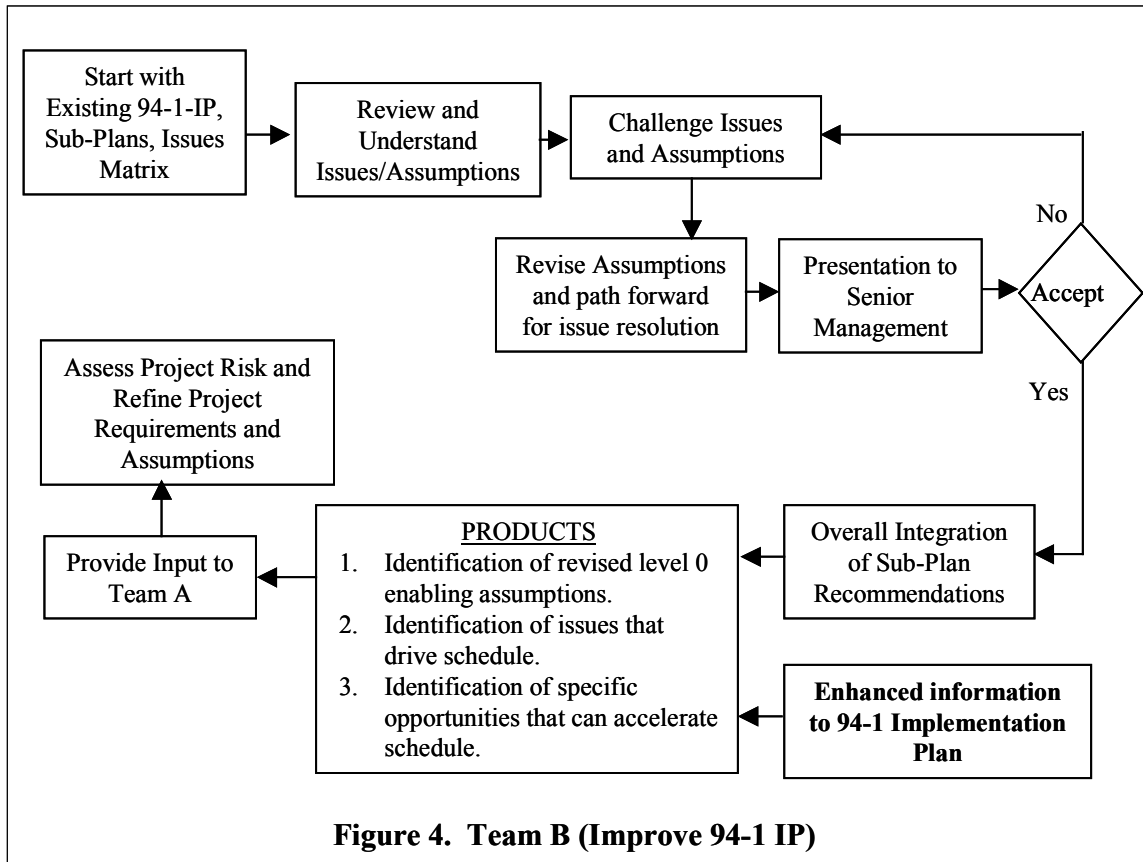 Start with
Existing 94-1-IP,
Sub-Plans, Issues
Matrix
Review and
Understand
Issues/Assumptions
Challenge Issues
and Assumptions
No
Revise Assumptions
and path forward
for issue resolution
Presentation to
Senior
Management
Accept
Yes
Assess Project Risk and
Refine Project
Requirements and
Assumptions
Provide Input to
Team A
PRODUCTS
1. Identification of revised level 0
enabling assumptions.
2. Identification of issues that
drive schedule.
3. Identification of specific
opportunities that can accelerate
schedule.
Overall Integration
of Sub-Plan
Recommendations
Enhanced information
to 94-1 Implementation
Plan
Figure 4. Team B (Improve 94-1 IP)